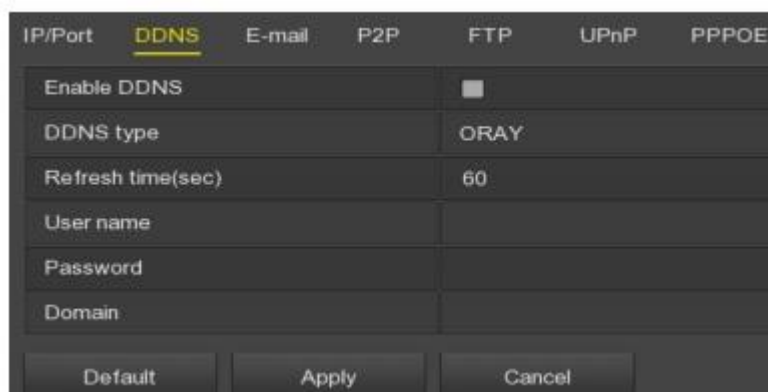 IP/Port DDNS E-mail P2P FTP UPnP PPPOE
Enable DDNS
DDNS type ORAY
Refresh time(sec) 60
User name
Password
Domain
Default Apply Cancel